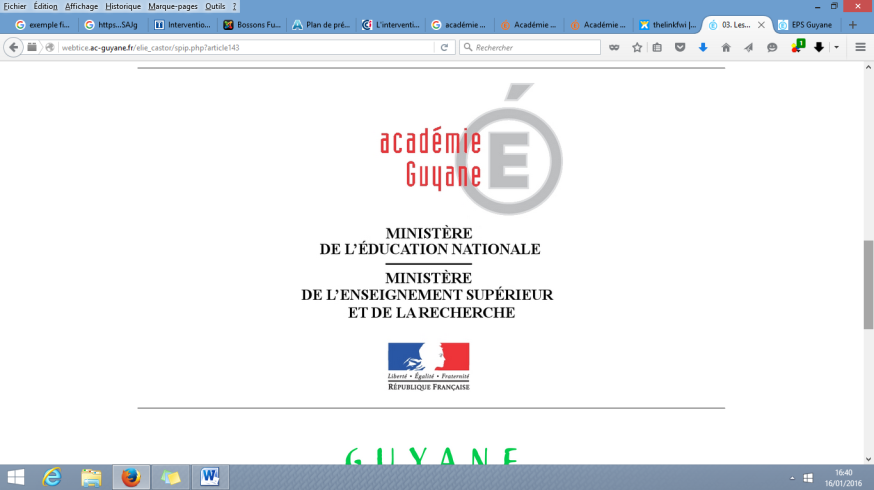 Fichier Édition Affichage Historique Marque-pages Outils ?
exemple fi... https...SAJg Interventio... Bossons Fu... Plan de pré... L'interventi... académie ... Académie ... Académie ... thelinkfwi |... 03. Les... EPS Guyane
webtice.ac-guyane.fr/elie_castor/spip.php?article143
Rechercher
1
académie
Guyane
É
MINISTÈRE
DE L'ÉDUCATION NATIONALE
MINISTÈRE
DE L'ENSEIGNEMENT SUPÉRIEUR
ET DE LA RECHERCHE
Liberté • Égalité • Fraternité
RÉPUBLIQUE FRANÇAISE
GUYANE
16:40
16/01/2016